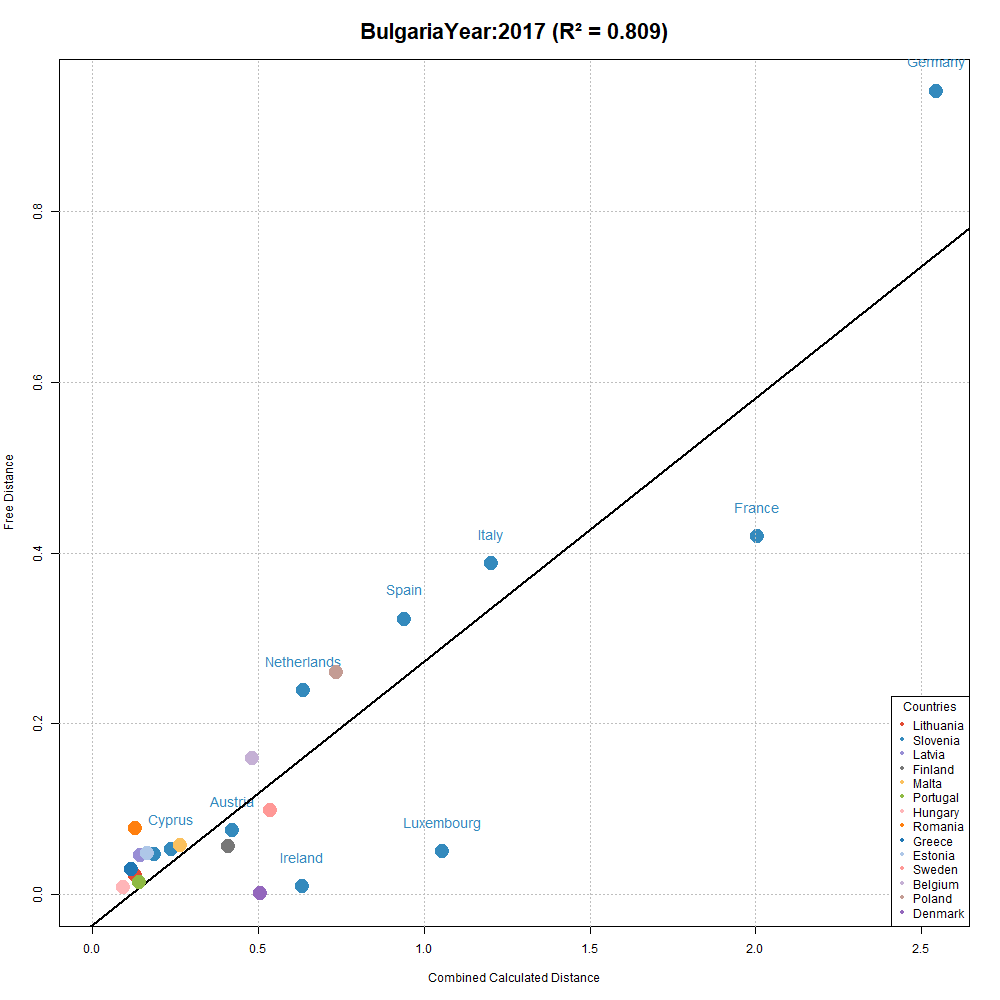 BulgariaYear:2017 (R² = 0.809)
Germany
France
Italy
Spain
Netherlands
Austria
Cyprus
Luxembourg
Ireland
0.8
0.6
0.4
0.2
0.0
Free Distance
0.0 0.5 1.0 1.5 2.0 2.5
Combined Calculated Distance
Countries
Lithuania
Slovenia
Latvia
Finland
Malta
Portugal
Hungary
Romania
Greece
Estonia
Sweden
Belgium
Poland
Denmark